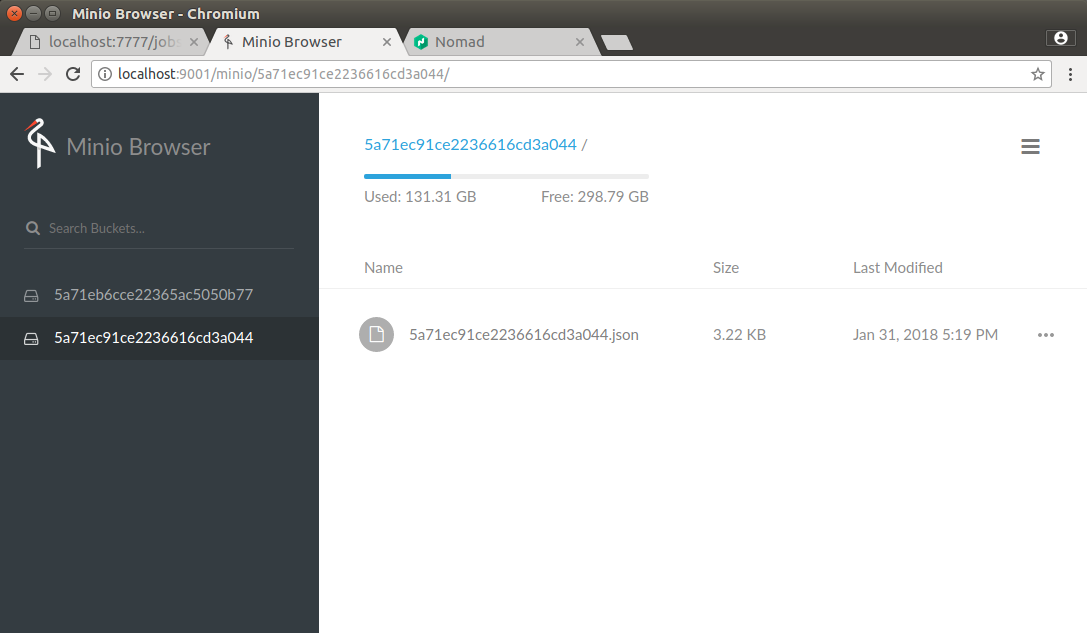 Minio Browser - Chromium
localhost:7777/jobs
Minio Browser
Nomad
localhost:9001/minio/5a71ec91ce2236616cd3a044/
Minio Browser
Search Buckets...
5a71eb6cce22365ac5050b77
5a71ec91ce2236616cd3a044
5a71ec91ce2236616cd3a044 /
Used: 131.31 GB Free: 298.79 GB
Name Size Last Modified
5a71ec91ce2236616cd3a044.json 3.22 KB Jan 31, 2018 5:19 PM